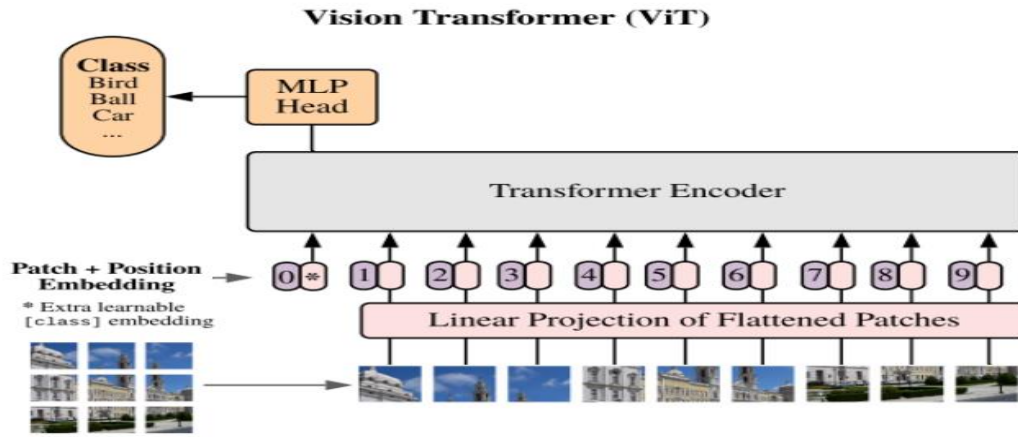 Vision Transformer (ViT)
Class
Bird
Ball
Car
...
MLP
Head
Transformer Encoder
Patch + Position
Embedding
* Extra learnable
[class] embedding
0 * 1 2 3 4 5 6 7 8 9
Linear Projection of Flattened Patches